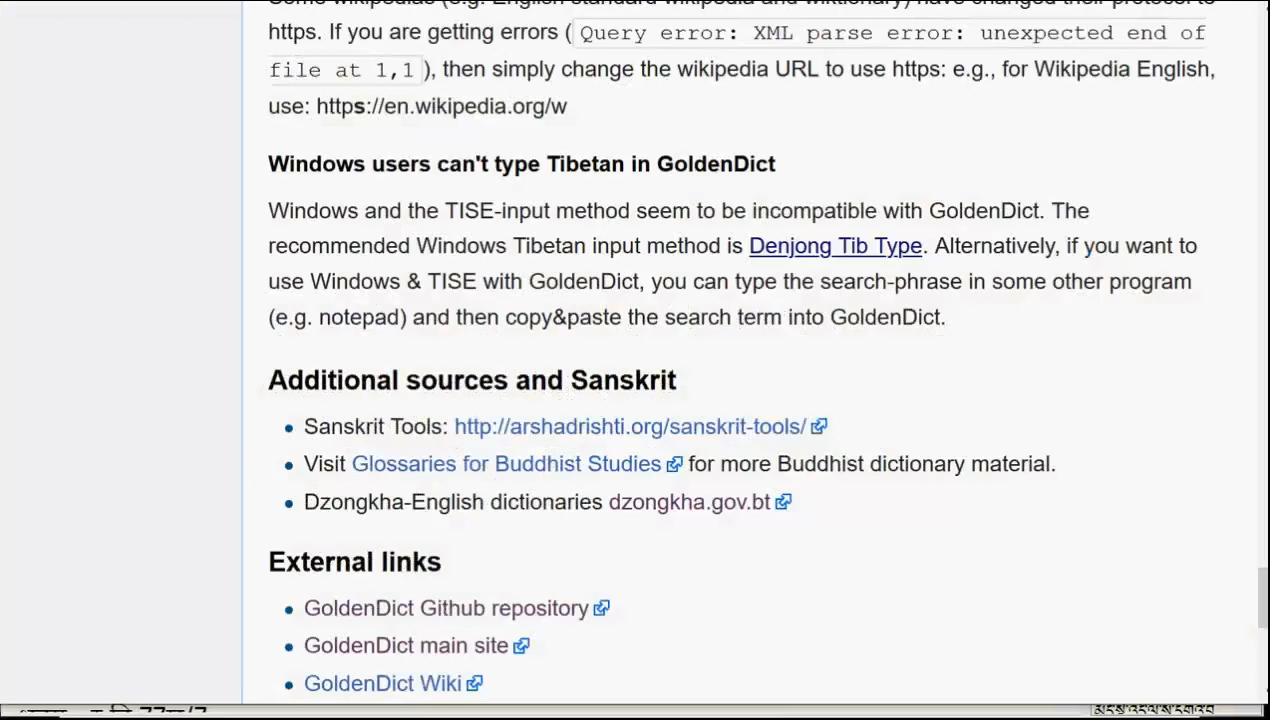 https. If you are getting errors ( Query error: XML parse error: unexpected end of
file at 1,1 ), then simply change the wikipedia URL to use https: e.g., for Wikipedia English,
use: https://en.wikipedia.org/w
Windows users can't type Tibetan in GoldenDict
Windows and the TISE-input method seem to be incompatible with GoldenDict. The
recommended Windows Tibetan input method is Denjong Tib Type. Alternatively, if you want to
use Windows & TISE with GoldenDict, you can type the search-phrase in some other program
(e.g. notepad) and then copy&paste the search term into GoldenDict.
Additional sources and Sanskrit
Sanskrit Tools: http://arshadrishti.org/sanskrit-tools/
Visit Glossaries for Buddhist Studies for more Buddhist dictionary material.
Dzongkha-English dictionaries dzongkha.gov.bt
External links
GoldenDict Github repository
GoldenDict main site
GoldenDict Wiki